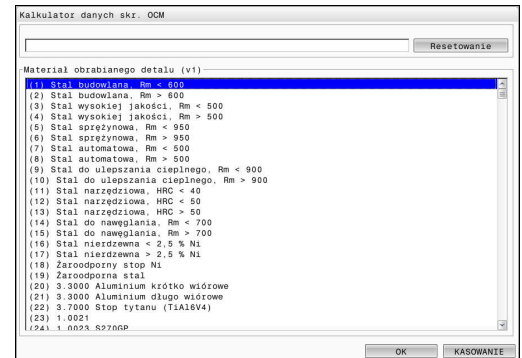 Kalkulator danych skr. OCM
Resetowanie
Materiał obrabianego detalu (v1)
(1) Stal budowlana, Rm < 600
(2) Stal budowlana, Rm > 600
(3) Stal wysokiej jakości, Rm < 500
(4) Stal wysokiej jakości, Rm > 500
(5) Stal sprężynowa, Rm < 950
(6) Stal sprężynowa, Rm > 950
(7) Stal automatowa, Rm < 500
(8) Stal automatowa, Rm > 500
(9) Stal do ulepszania cieplnego, Rm < 900
(10) Stal do ulepszania cieplnego, Rm > 900
(11) Stal narzędziowa, HRC < 40
(12) Stal narzędziowa, HRC < 50
(13) Stal narzędziowa, HRC > 50
(14) Stal do nawęglania, Rm < 700
(15) Stal do nawęglania, Rm > 700
(16) Stal nierdzewna < 2,5 % Ni
(17) Stal nierdzewna > 2,5 % Ni
(18) Żaroodporny stop Ni
(19) Żaroodporna stal
(20) 3.3000 Aluminium krótko wiórowe
(21) 3.3000 Aluminium długo wiórowe
(22) 3.7000 Stop tytanu (TiAl6V4)
(23) 1.0021
(24) 1.0023 S270GP
OK KASOWANIE